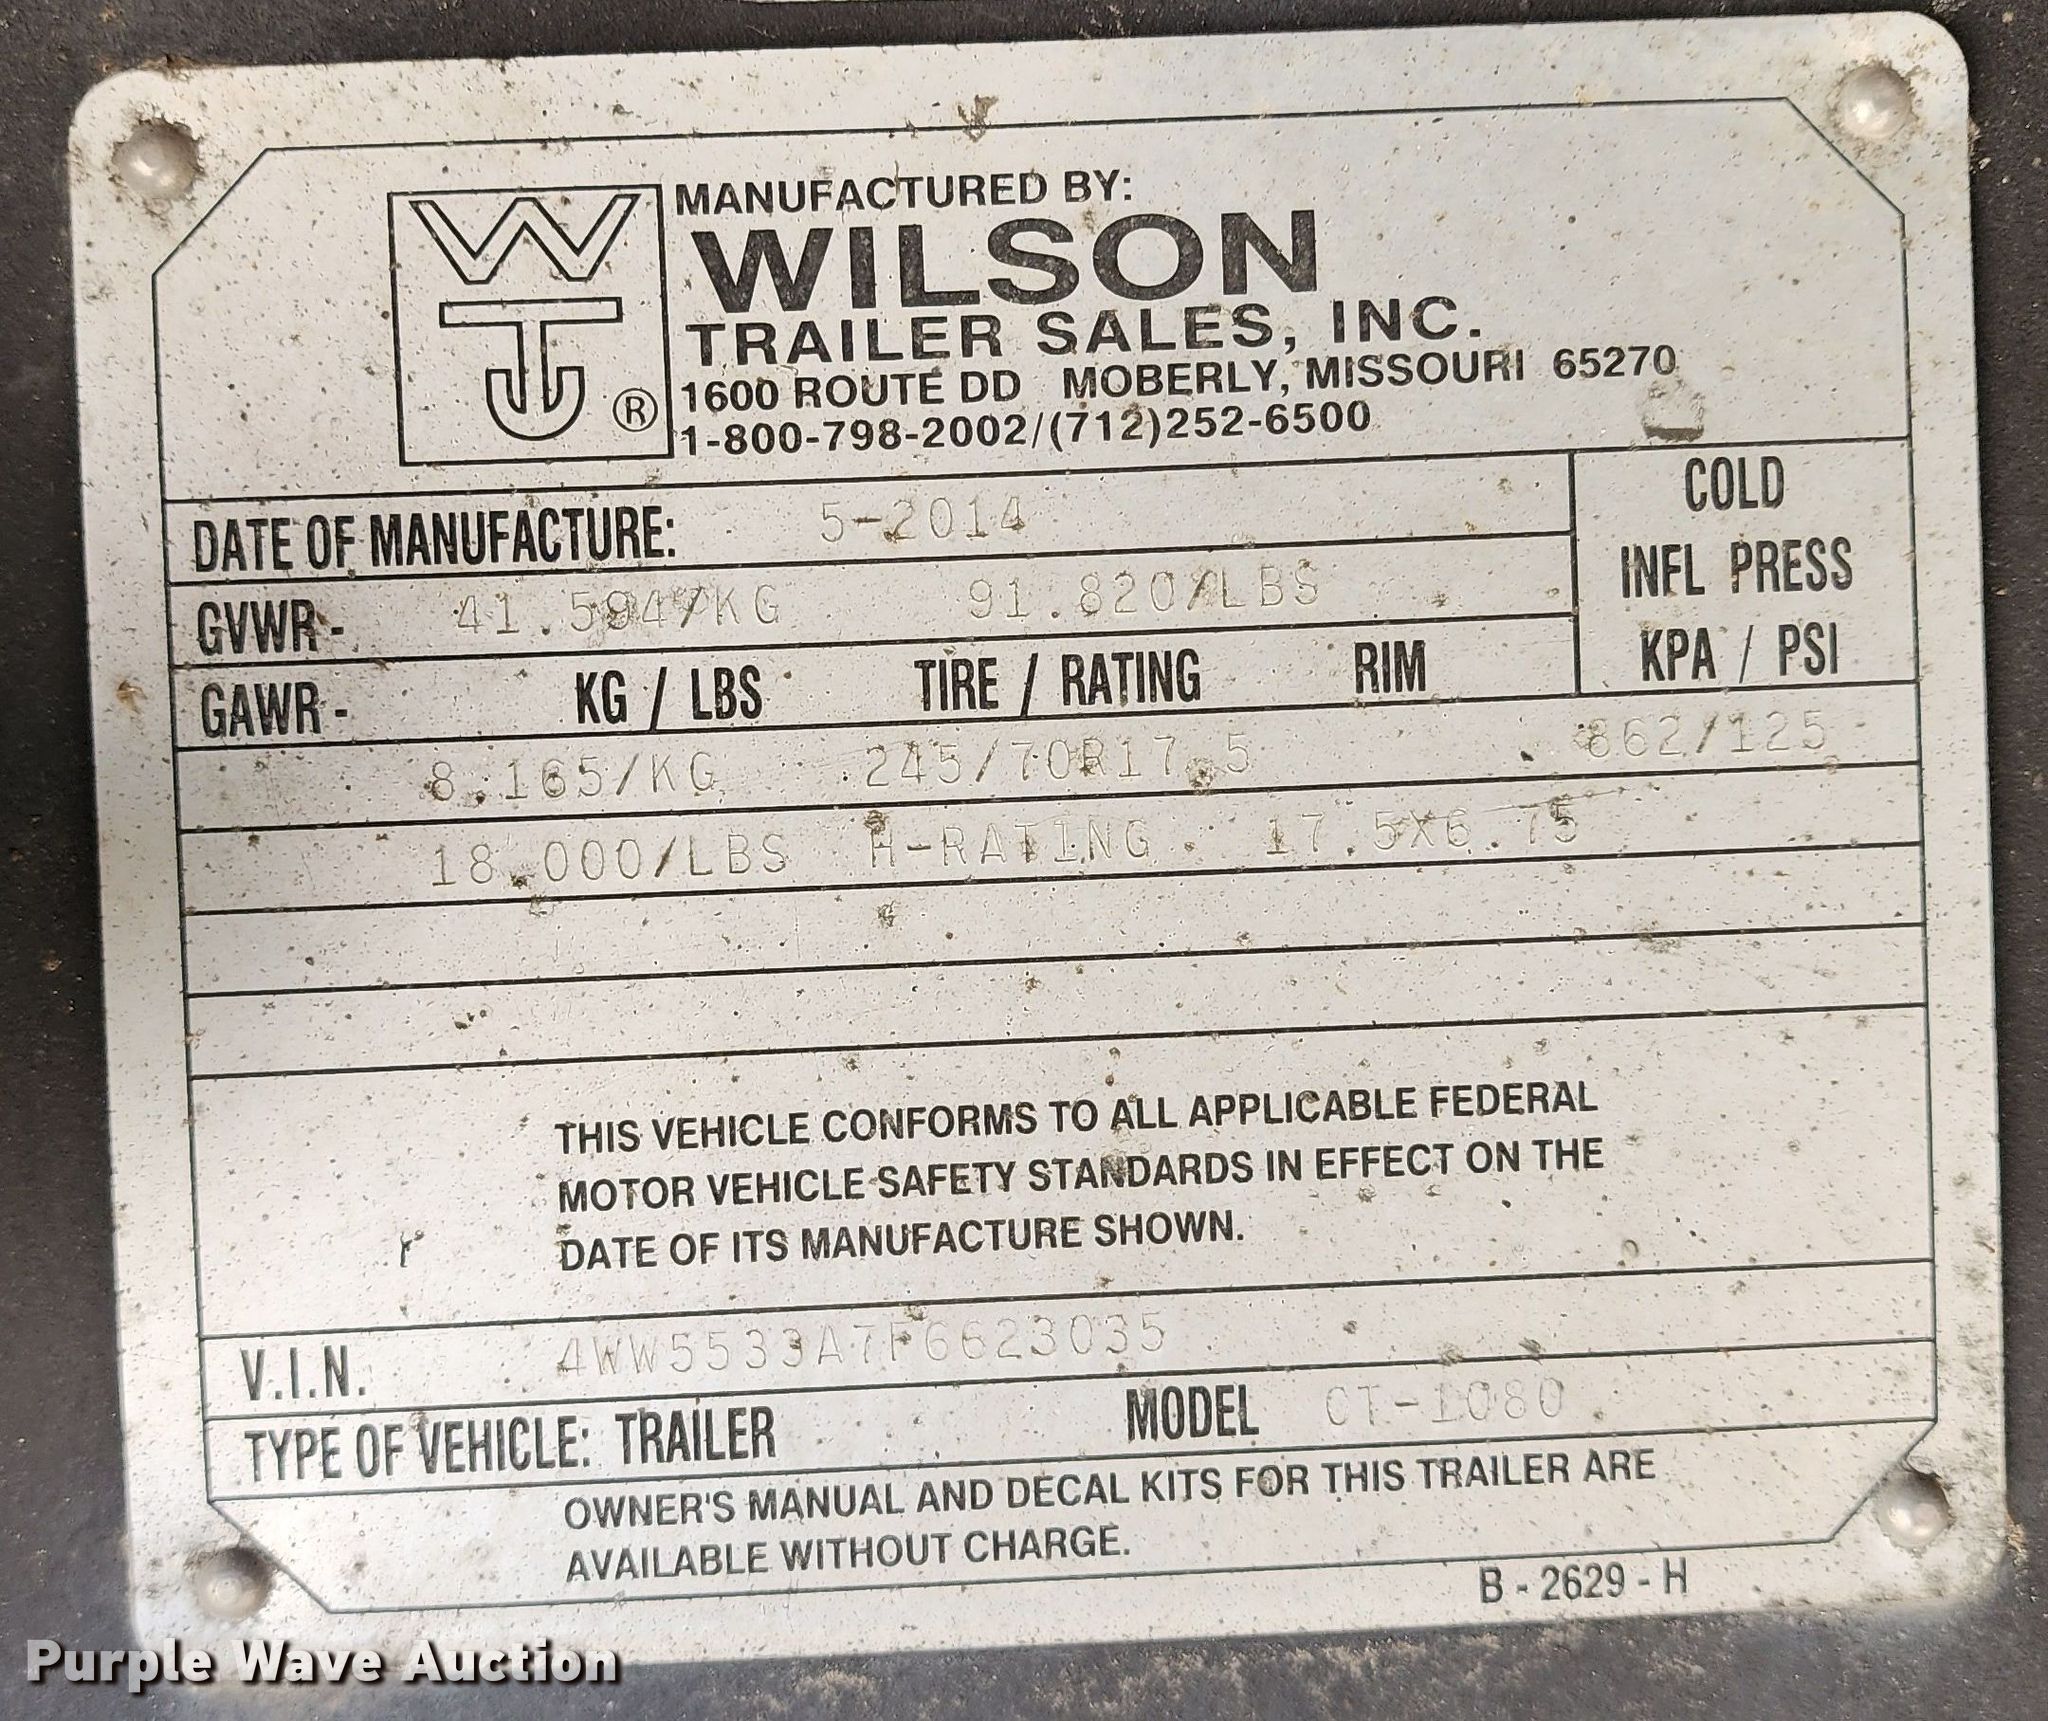 WTJ ®
MANUFACTURED BY:
WILSON
TRAILER SALES, INC.
1600 ROUTE DD MOBERLY, MISSOURI 65270
1-800-798-2002/(712)252-6500
DATE OF MANUFACTURE: 5-2014
GVWR- 41.594/KG 91.820/LBS
COLD
INFL PRESS
KPA / PSI
GAWR- KG / LBS TIRE / RATING RIM
8.165/KG 245/70R17.5 862/125
18.000/LBS H-RATING 17.5X6.75
THIS VEHICLE CONFORMS TO ALL APPLICABLE FEDERAL
MOTOR VEHICLE SAFETY STANDARDS IN EFFECT ON THE
DATE OF ITS MANUFACTURE SHOWN.
V.I.N. 4WW5533A7F6623035
TYPE OF VEHICLE: TRAILER MODEL CT-1080
OWNER'S MANUAL AND DECAL KITS FOR THIS TRAILER ARE
AVAILABLE WITHOUT CHARGE.
B - 2629 - H
Purple Wave Auction